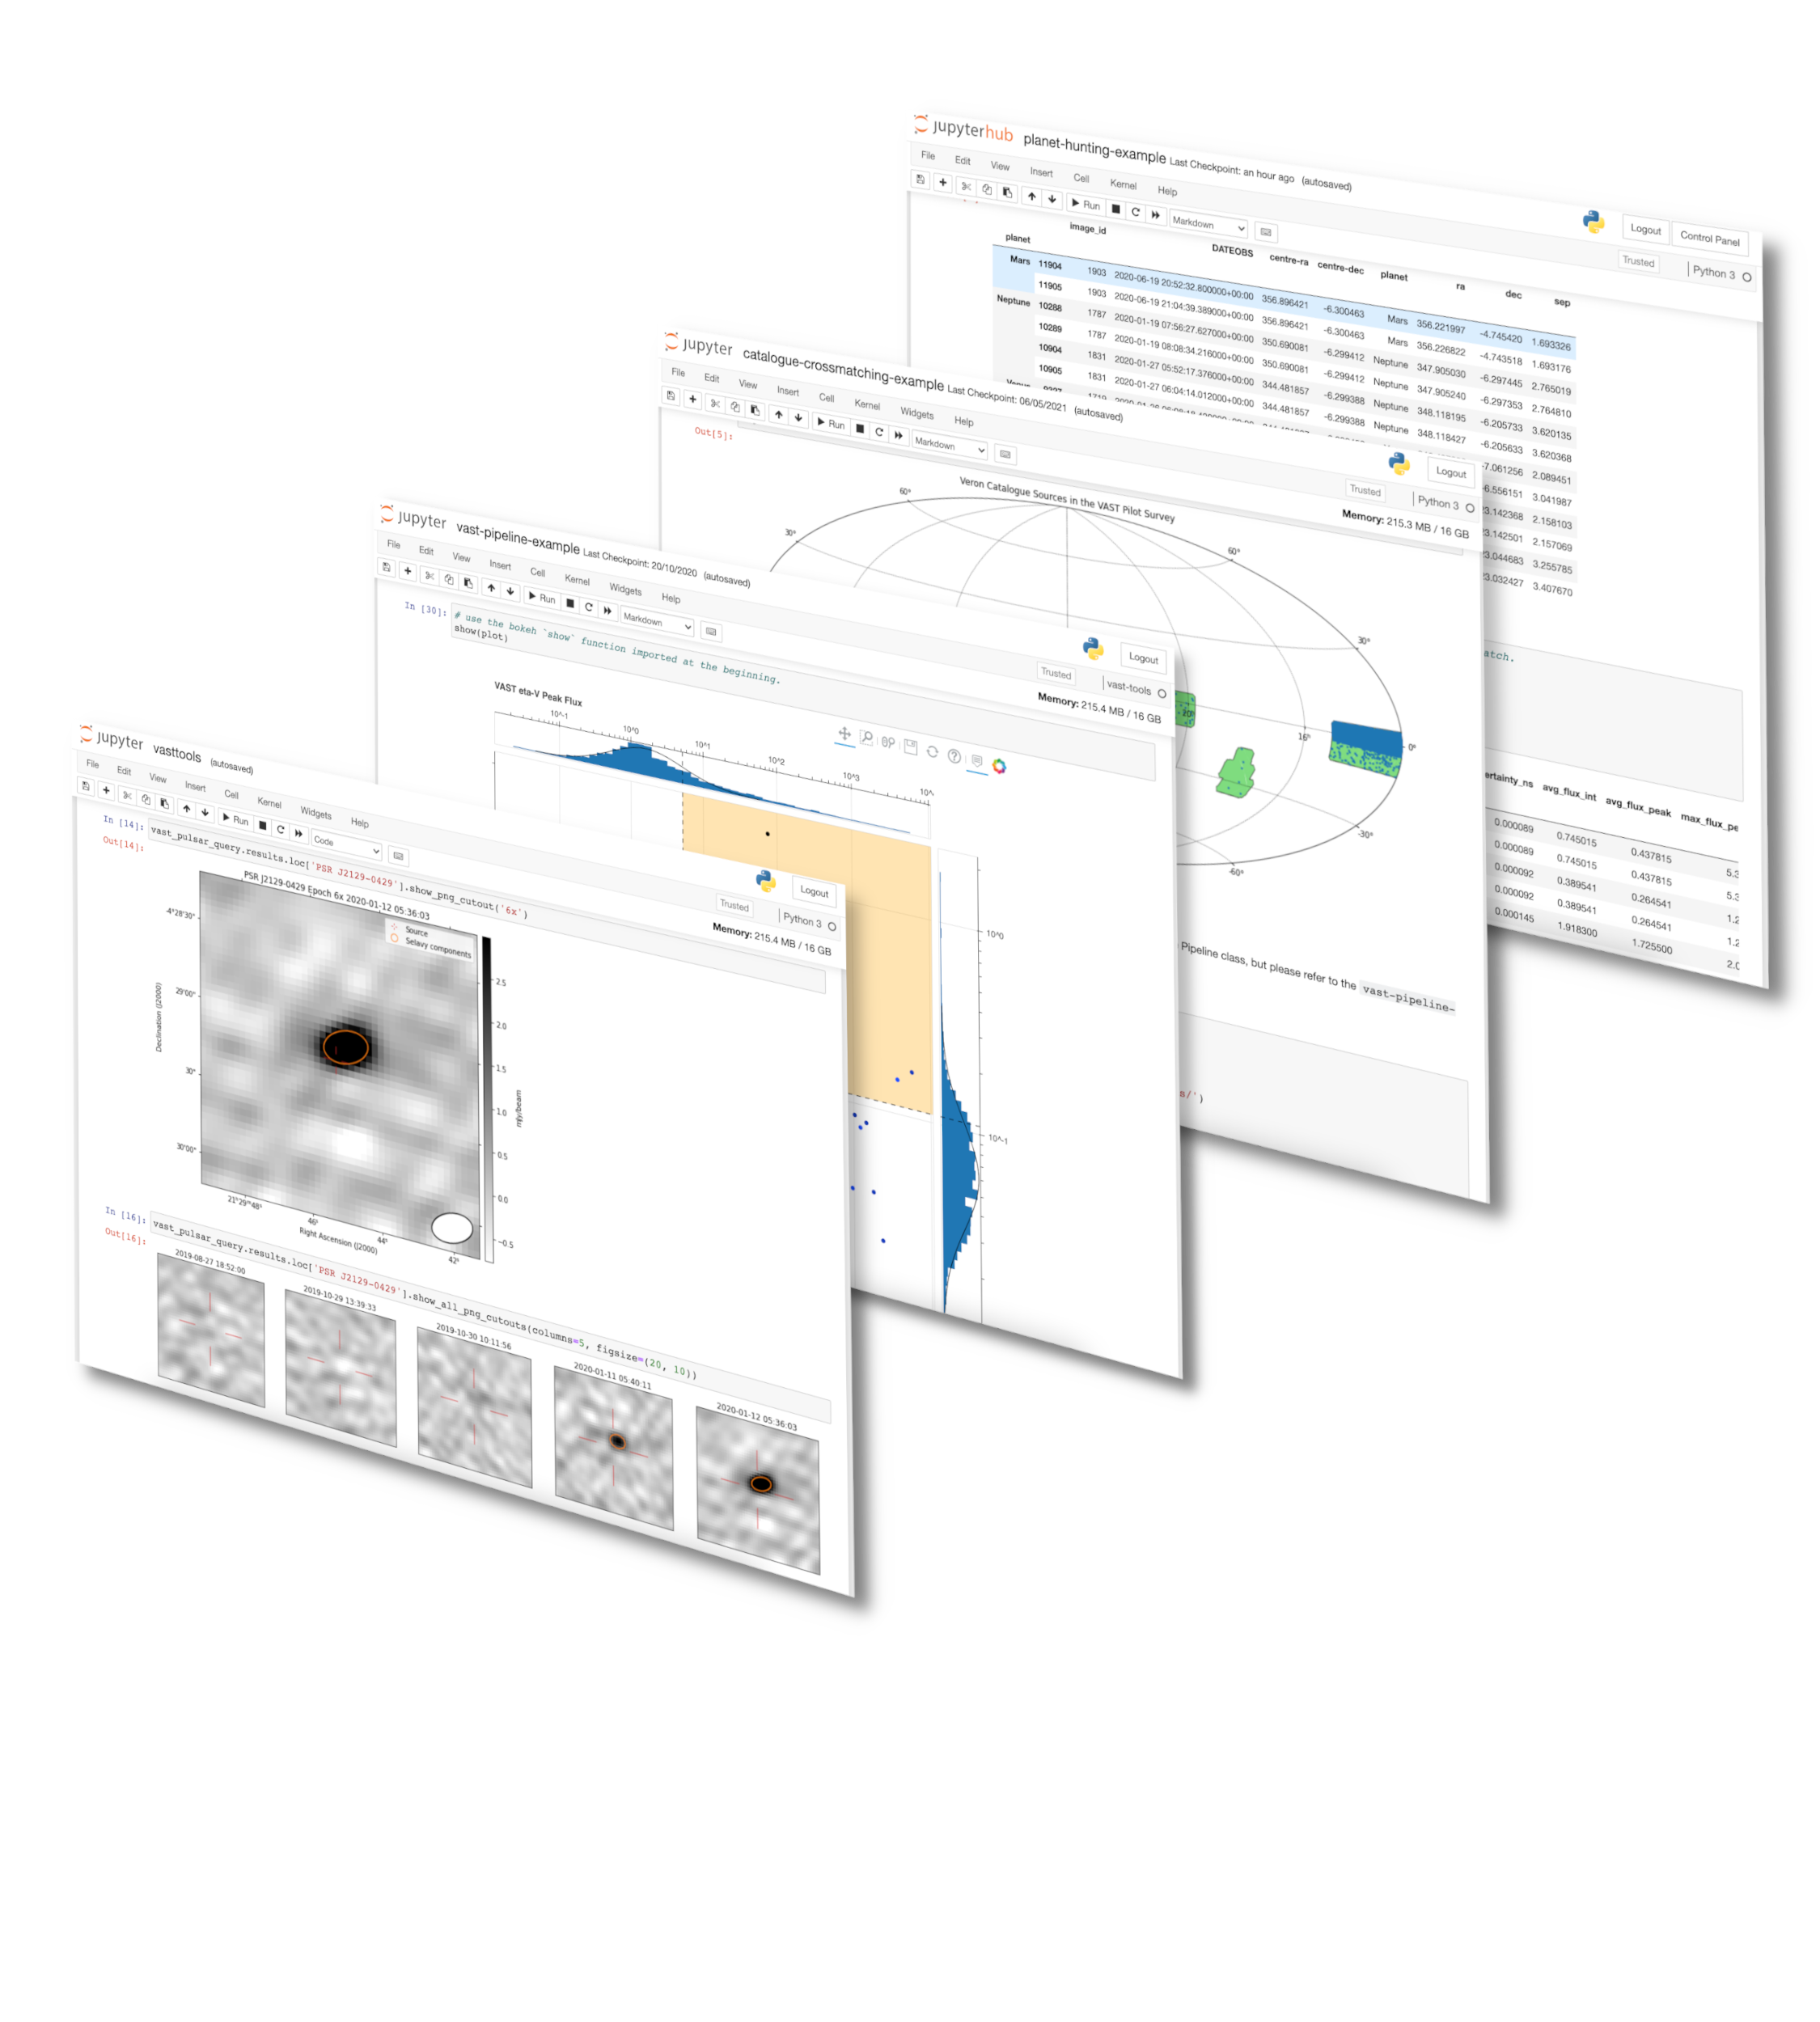 jupyterhub planet-hunting-example Last Checkpoint: an hour ago (autosaved)
File Edit View Insert Cell Kernel Help
Run Markdown
Logout Control Panel
Trusted Python 3
image_id DATEOBS centre-ra centre-dec planet ra dec sep
planet
Mars 11904 1903 2020-06-19 20:52:32.800000+00:00 356.896421 -6.300463 Mars 356.221997 -4.745420 1.693326
11905 1903 2020-06-19 21:04:39.389000+00:00 356.896421 -6.300463 Mars 356.226822 -4.743518 1.693176
Neptune 10288 1787 2020-01-19 07:56:27.627000+00:00 350.690081 -6.299412 Neptune 347.905030 -6.297445 2.765019
10289 1787 2020-01-19 08:08:34.216000+00:00 350.690081 -6.299412 Neptune 347.905240 -6.297353 2.764810
10904 1831 2020-01-27 05:52:17.376000+00:00 344.481857 -6.299388 Neptune 348.118195 -6.205733 3.620135
10905 1831 2020-01-27 06:04:14.012000+00:00 344.481857 -6.299388 Neptune 348.118427 -6.205633 3.620368
-7.061256 2.089451
6.556151 3.041987
3.142368 2.158103
3.142501 2.157069
3.044683 3.255785
3.032427 3.407670
atch.
ertainty_ns avg_flux_int avg_flux_peak max_flux_pe
0.000089 0.745015 0.437815 5.3
0.000089 0.745015 0.437815 5.3
0.000092 0.389541 0.264541 1.2
0.000092 0.389541 0.264541 1.2
0.000145 1.918300 1.725500 2.0
jupyter catalogue-crossmatching-example Last Checkpoint: 06/05/2021 (autosaved)
File Edit View Insert Cell Kernel Widgets Help
Run Markdown
Logout
Trusted Python 3
Memory: 215.3 MB / 16 GB
Out[5]:
Veron Catalogue Sources in the VAST Pilot Survey
60° 60°
30° 30°
16h 0°
-30°
-60°
Pipeline class, but please refer to the vast-pipeline-
s/')
jupyter vast-pipeline-example Last Checkpoint: 20/10/2020 (autosaved)
File Edit View Insert Cell Kernel Widgets Help
Run Markdown
Logout
Trusted vast-tools
Memory: 215.4 MB / 16 GB
In [30]: # use the bokeh `show` function imported at the beginning.
show(plot)
VAST eta-V Peak Flux
10^-1 10^0 10^1 10^2 10^3 10^
10^0
10^-1
jupyter vasttools (autosaved)
File Edit View Insert Cell Kernel Widgets Help
Run Code
Logout
Trusted Python 3
Memory: 215.4 MB / 16 GB
In [14]: vast_pulsar_query.results.loc['PSR J2129-0429'].show_png_cutout('6x')
Out[14]:
PSR J2129-0429 Epoch 6x 2020-01-12 05:36:03
Source
Selavy components
-4°28'30"
29'00"
30"
30'00"
Declination (J2000)
2.5
2.0
1.5
1.0
0.5
0.0
-0.5
mJy/beam
21h29m48s 46s 44s 42s
Right Ascension (J2000)
In [16]: vast_pulsar_query.results.loc['PSR J2129-0429'].show_all_png_cutouts(columns=5, figsize=(20, 10))
Out[16]:
2019-08-27 18:52:00
2019-10-29 13:39:33
2019-10-30 10:11:56
2020-01-11 05:40:11
2020-01-12 05:36:03